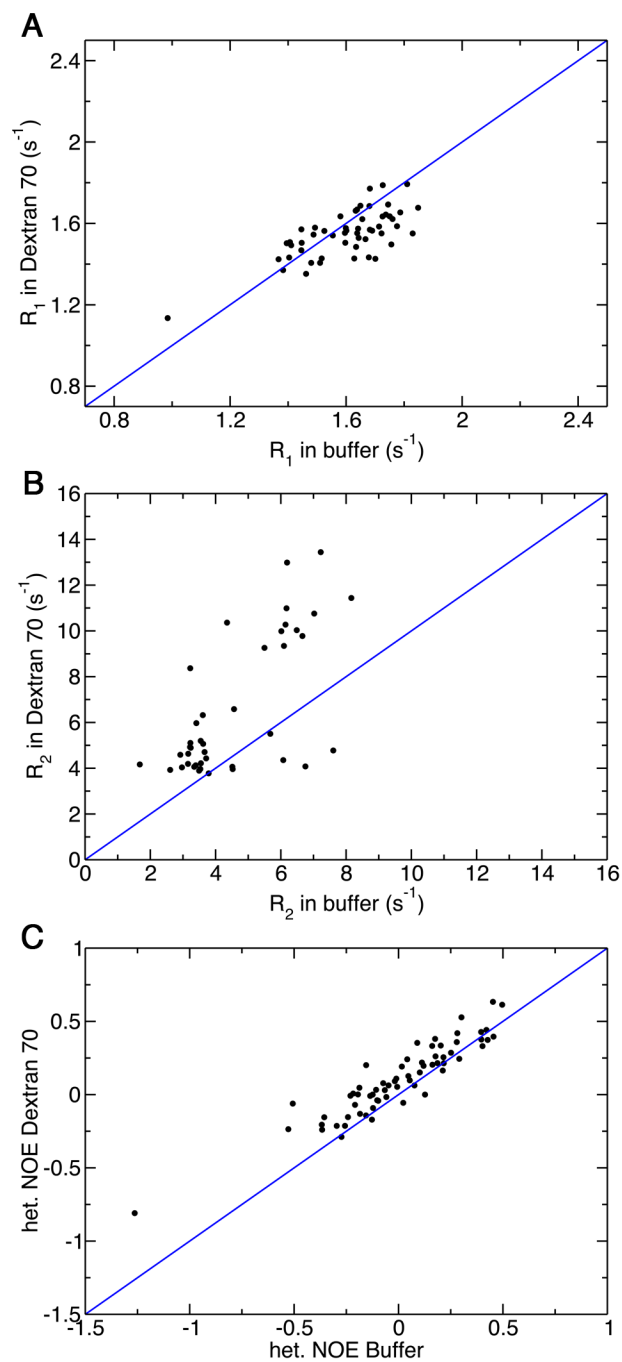 A
2.4
2
1.6
1.2
0.8
R1 in Dextran 70 (s-1)
0.8 1.2 1.6 2 2.4
R1 in buffer (s-1)
B
16
14
12
10
8
6
4
2
0
R2 in Dextran 70 (s-1)
0 2 4 6 8 10 12 14 16
R2 in buffer (s-1)
C
1
0.5
0
-0.5
-1
-1.5
het. NOE Dextran 70
-1.5 -1 -0.5 0 0.5 1
het. NOE Buffer